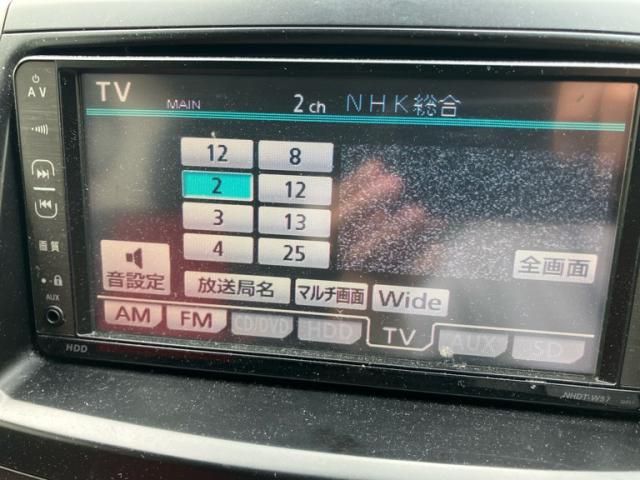 TV MAIN 2ch NHK総合
AV
12 8
2 12
3 13
4 25
画質
AUX
音設定 放送局名 マルチ画面 Wide 全画面
AM FM CD/DVD HDD TV AUX SD
HDD NHDT-W57